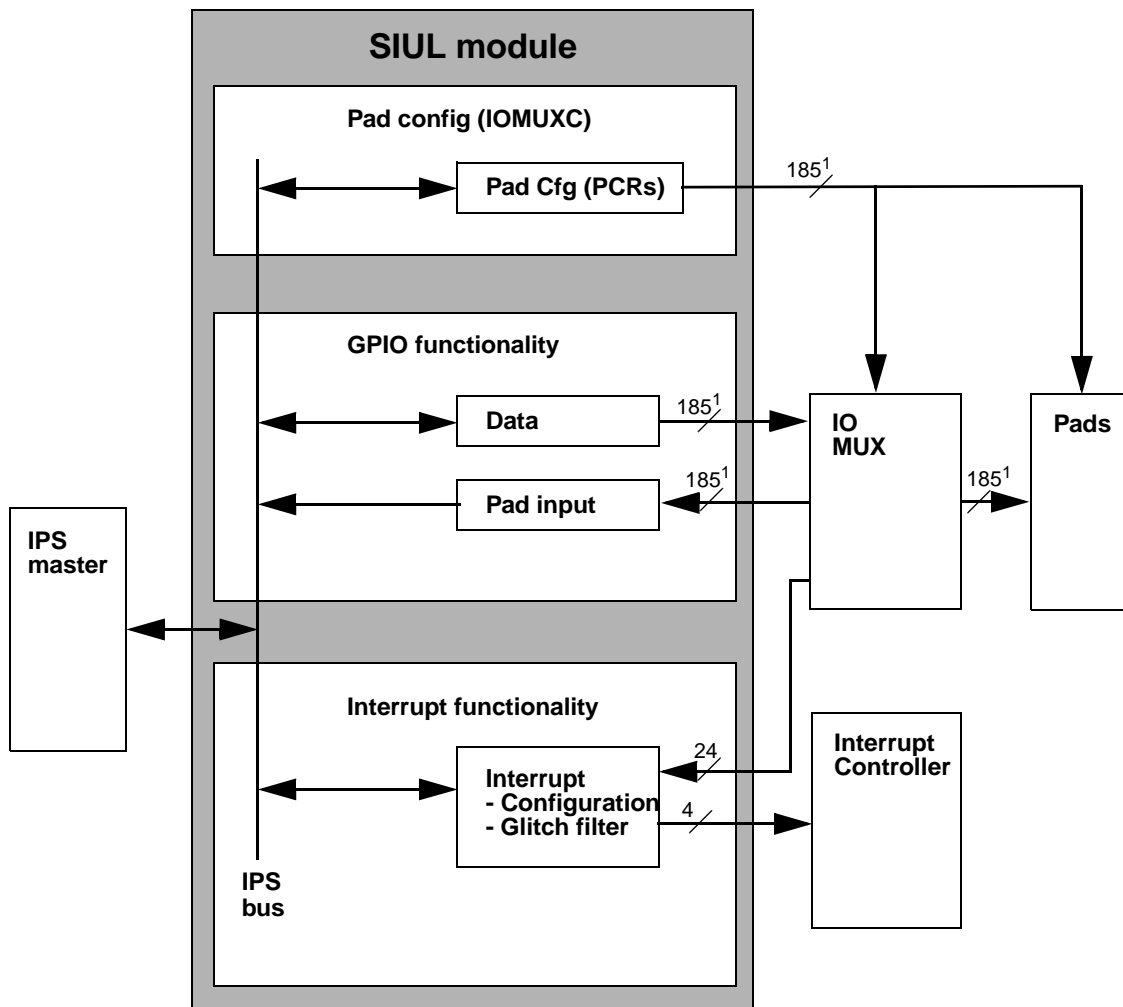 SIUL module
Pad config (IOMUXC)
Pad Cfg (PCRs)
185¹
GPIO functionality
Data
185¹
IO
MUX
Pads
Pad input
185¹
185¹
IPS
master
Interrupt functionality
Interrupt
- Configuration
- Glitch filter
24
4
Interrupt
Controller
IPS
bus